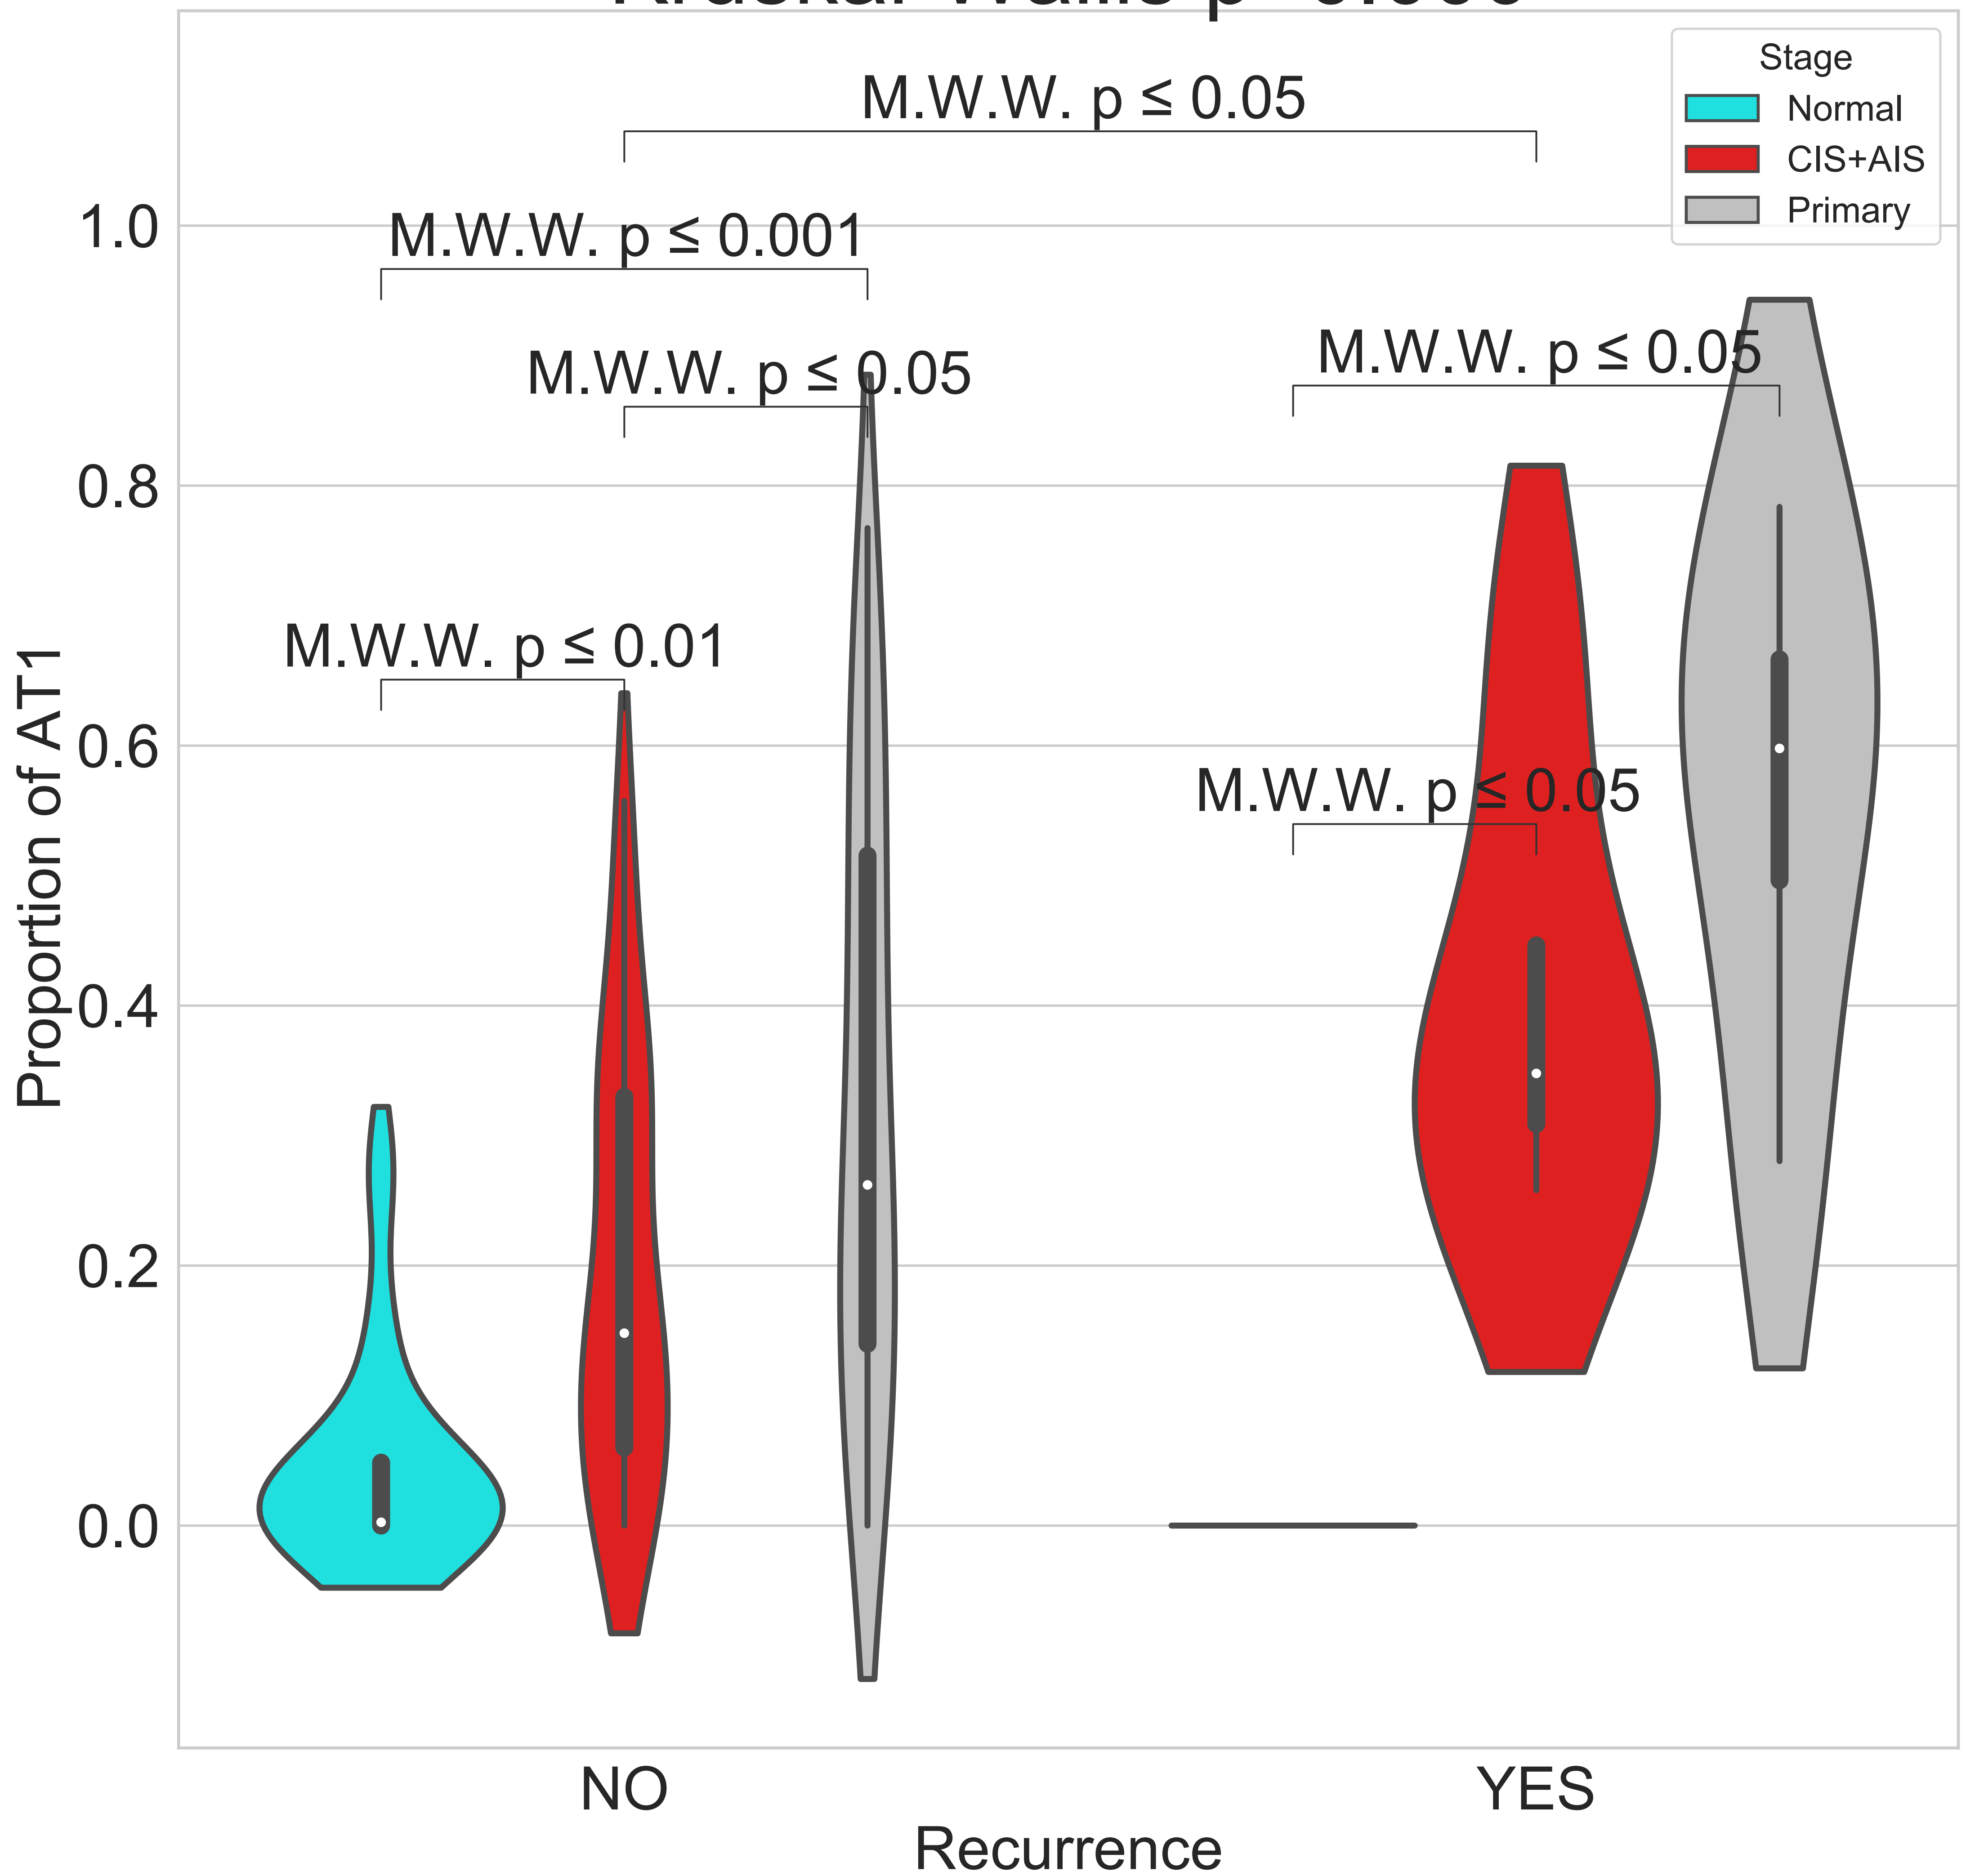 Stage
Normal
CIS+AIS
Primary
M.W.W. p ≤ 0.05
M.W.W. p ≤ 0.001
M.W.W. p ≤ 0.05
M.W.W. p ≤ 0.05
M.W.W. p ≤ 0.01
M.W.W. p ≤ 0.05
1.0
0.8
0.6
0.4
0.2
0.0
Proportion of AT1
NO
YES
Recurrence